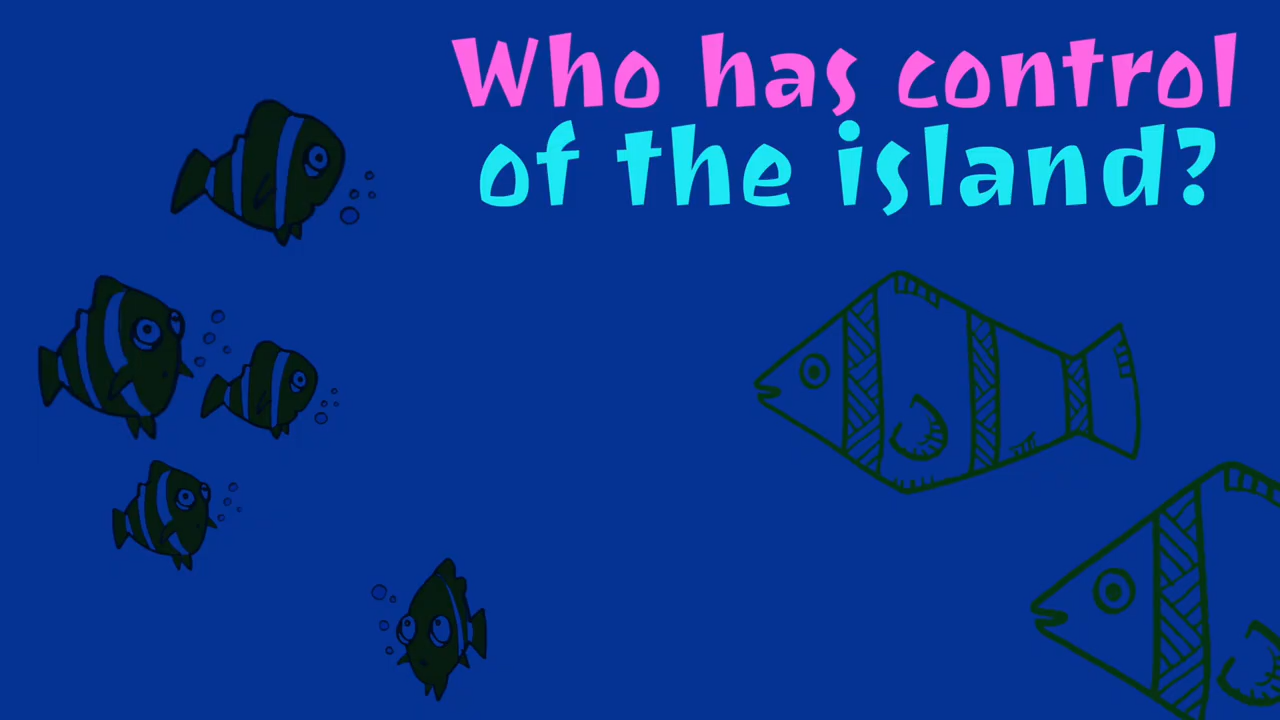 Who has control
of the island?